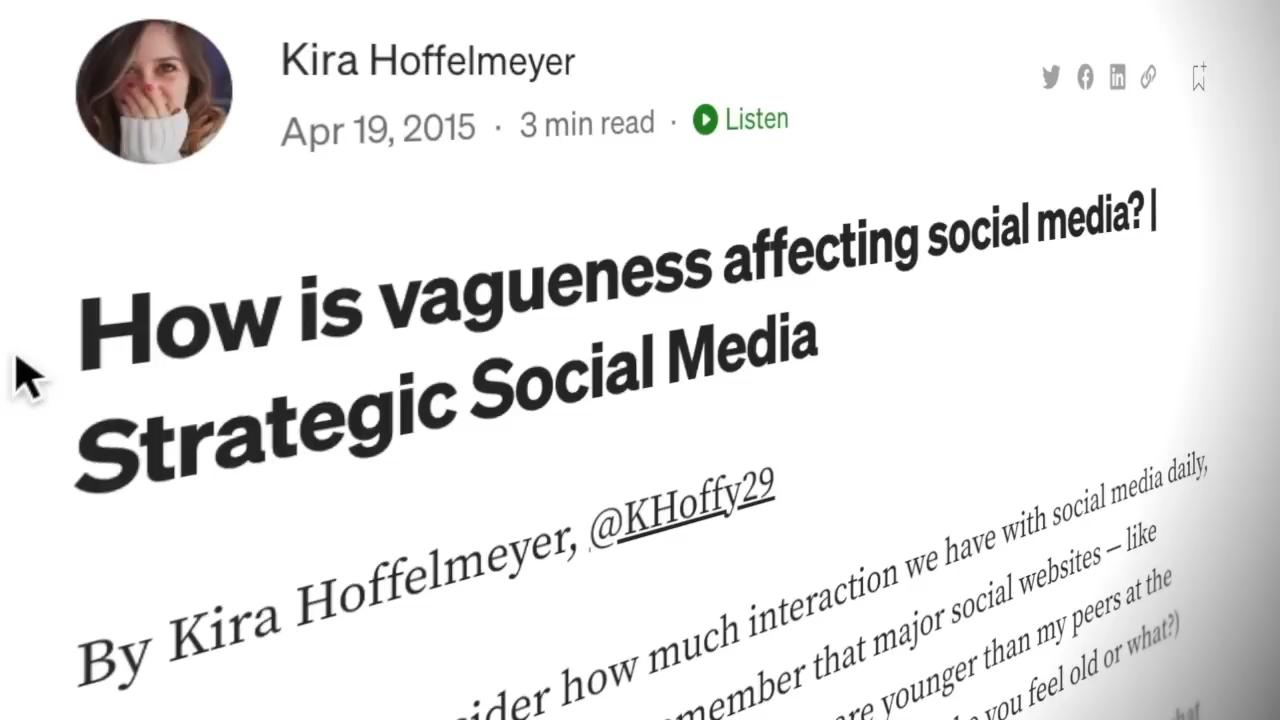 Kira Hoffelmeyer
Apr 19, 2015 · 3 min read · Listen
How is vagueness affecting social media? |
Strategic Social Media
By Kira Hoffelmeyer, @KHoffy29
how much interaction we have with social media daily,
that major social websites – like
younger than my peers at the
you feel old or what?)